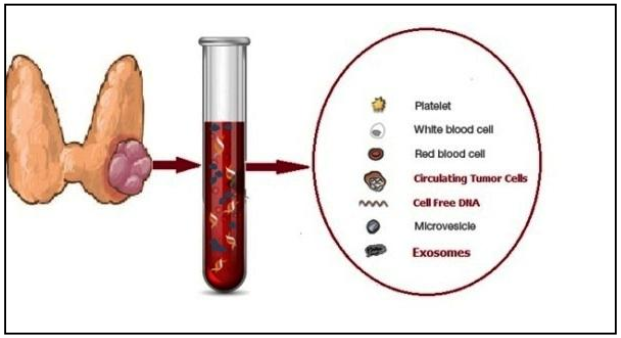 Platelet
White blood cell
Red blood cell
Circulating Tumor Cells
Cell Free DNA
Microvesicle
Exosomes